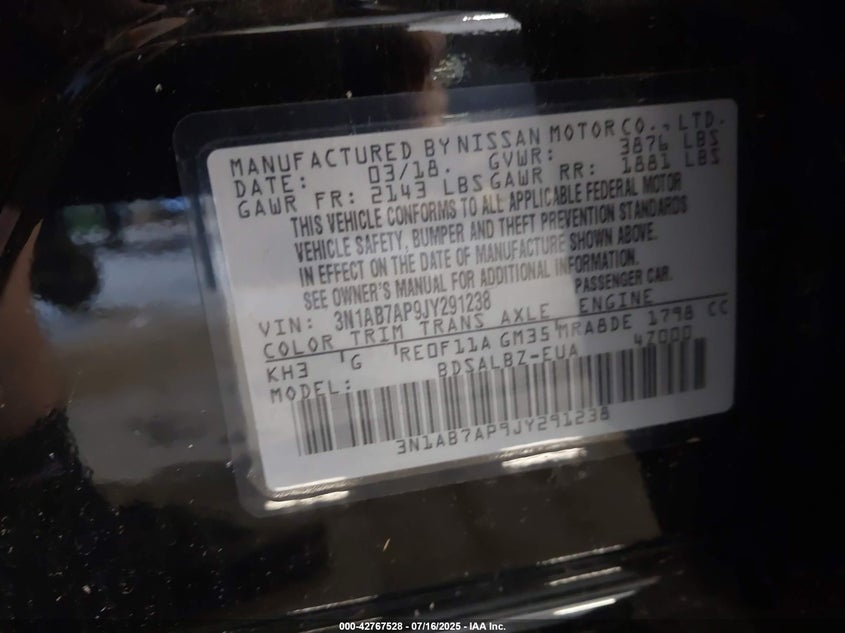 MANUFACTURED BY NISSAN MOTOR CO., LTD.
DATE: 03/18. GVWR: 3876 LBS
GAWR FR: 2143 LBS GAWR RR: 1881 LBS
THIS VEHICLE CONFORMS TO ALL APPLICABLE FEDERAL MOTOR
VEHICLE SAFETY, BUMPER AND THEFT PREVENTION STANDARDS
IN EFFECT ON THE DATE OF MANUFACTURE SHOWN ABOVE.
SEE OWNER'S MANUAL FOR ADDITIONAL INFORMATION.
VIN: 3N1AB7AP9JY291238 PASSENGER CAR.
COLOR TRIM TRANS AXLE ENGINE
KH3 G RE0F11A GM35 MRA8DE 1798 CC
MODEL: BDSALBZ-EUA 4Z000
3N1AB7AP9JY291238
000-42767528 - 07/16/2025 - IAA Inc.